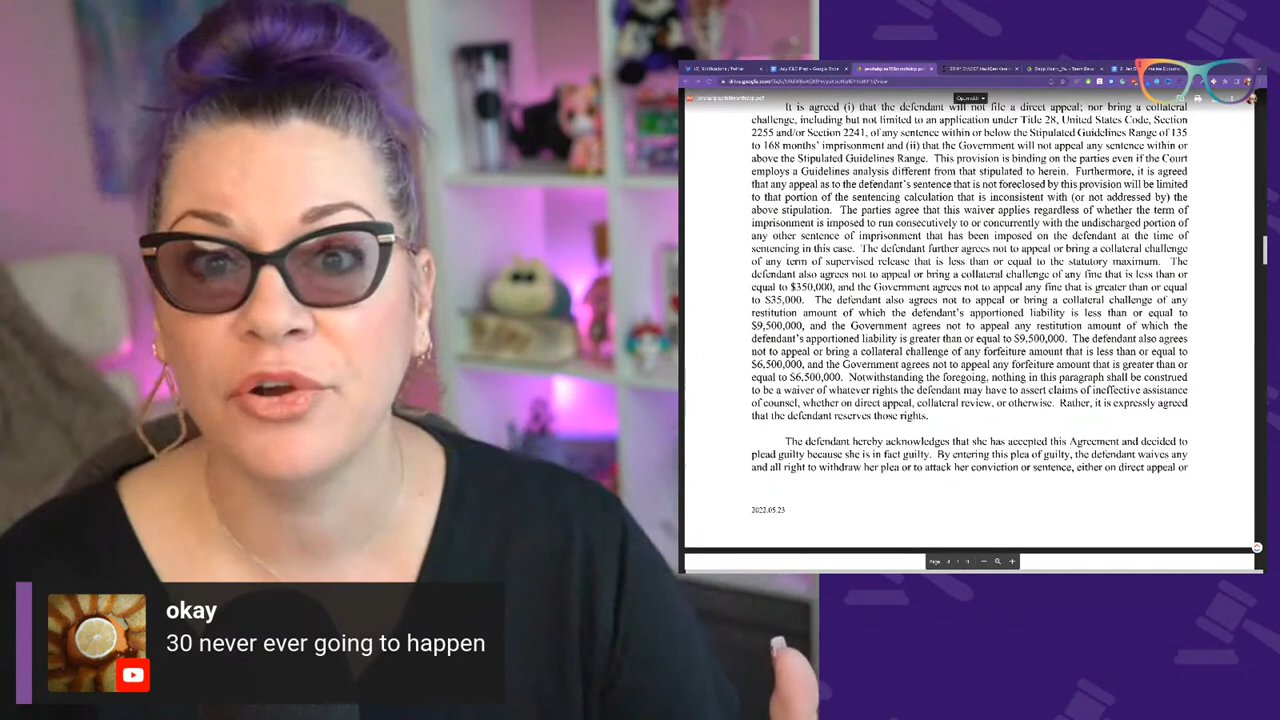 Notifications / Twitter
drive.google.com
Open with
It is agreed (i) that the defendant will not file a direct appeal; nor bring a collateral
challenge, including but not limited to an application under Title 28, United States Code, Section
2255 and/or Section 2241, of any sentence within or below the Stipulated Guidelines Range of 135
to 168 months' imprisonment and (ii) that the Government will not appeal any sentence within or
above the Stipulated Guidelines Range. This provision is binding on the parties even if the Court
employs a Guidelines analysis different from that stipulated to herein. Furthermore, it is agreed
that any appeal as to the defendant's sentence that is not foreclosed by this provision will be limited
to that portion of the sentencing calculation that is inconsistent with (or not addressed by) the
above stipulation. The parties agree that this waiver applies regardless of whether the term of
imprisonment is imposed to run consecutively to or concurrently with the undischarged portion of
any other sentence of imprisonment that has been imposed on the defendant at the time of
sentencing in this case. The defendant further agrees not to appeal or bring a collateral challenge
of any term of supervised release that is less than or equal to the statutory maximum. The
defendant also agrees not to appeal or bring a collateral challenge of any fine that is less than or
equal to $350,000, and the Government agrees not to appeal any fine that is greater than or equal
to $35,000. The defendant also agrees not to appeal or bring a collateral challenge of any
restitution amount of which the defendant's apportioned liability is less than or equal to
$9,500,000, and the Government agrees not to appeal any restitution amount of which the
defendant's apportioned liability is greater than or equal to $9,500,000. The defendant also agrees
not to appeal or bring a collateral challenge of any forfeiture amount that is less than or equal to
$6,500,000, and the Government agrees not to appeal any forfeiture amount that is greater than or
equal to $6,500,000. Notwithstanding the foregoing, nothing in this paragraph shall be construed
to be a waiver of whatever rights the defendant may have to assert claims of ineffective assistance
of counsel, whether on direct appeal, collateral review, or otherwise. Rather, it is expressly agreed
that the defendant reserves those rights.
The defendant hereby acknowledges that she has accepted this Agreement and decided to
plead guilty because she is in fact guilty. By entering this plea of guilty, the defendant waives any
and all right to withdraw her plea or to attack her conviction or sentence, either on direct appeal or
2022.05.23
Page
okay
30 never ever going to happen